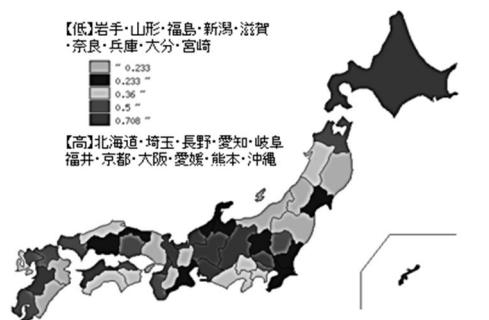 【低】岩手・山形・福島・新潟・滋賀
・奈良・兵庫・大分・宮崎
～ 0.233
0.233 ～
0.36 ～
0.5 ～
0.708 ～
【高】北海道・埼玉・長野・愛知・岐阜
福井・京都・大阪・愛媛・熊本・沖縄